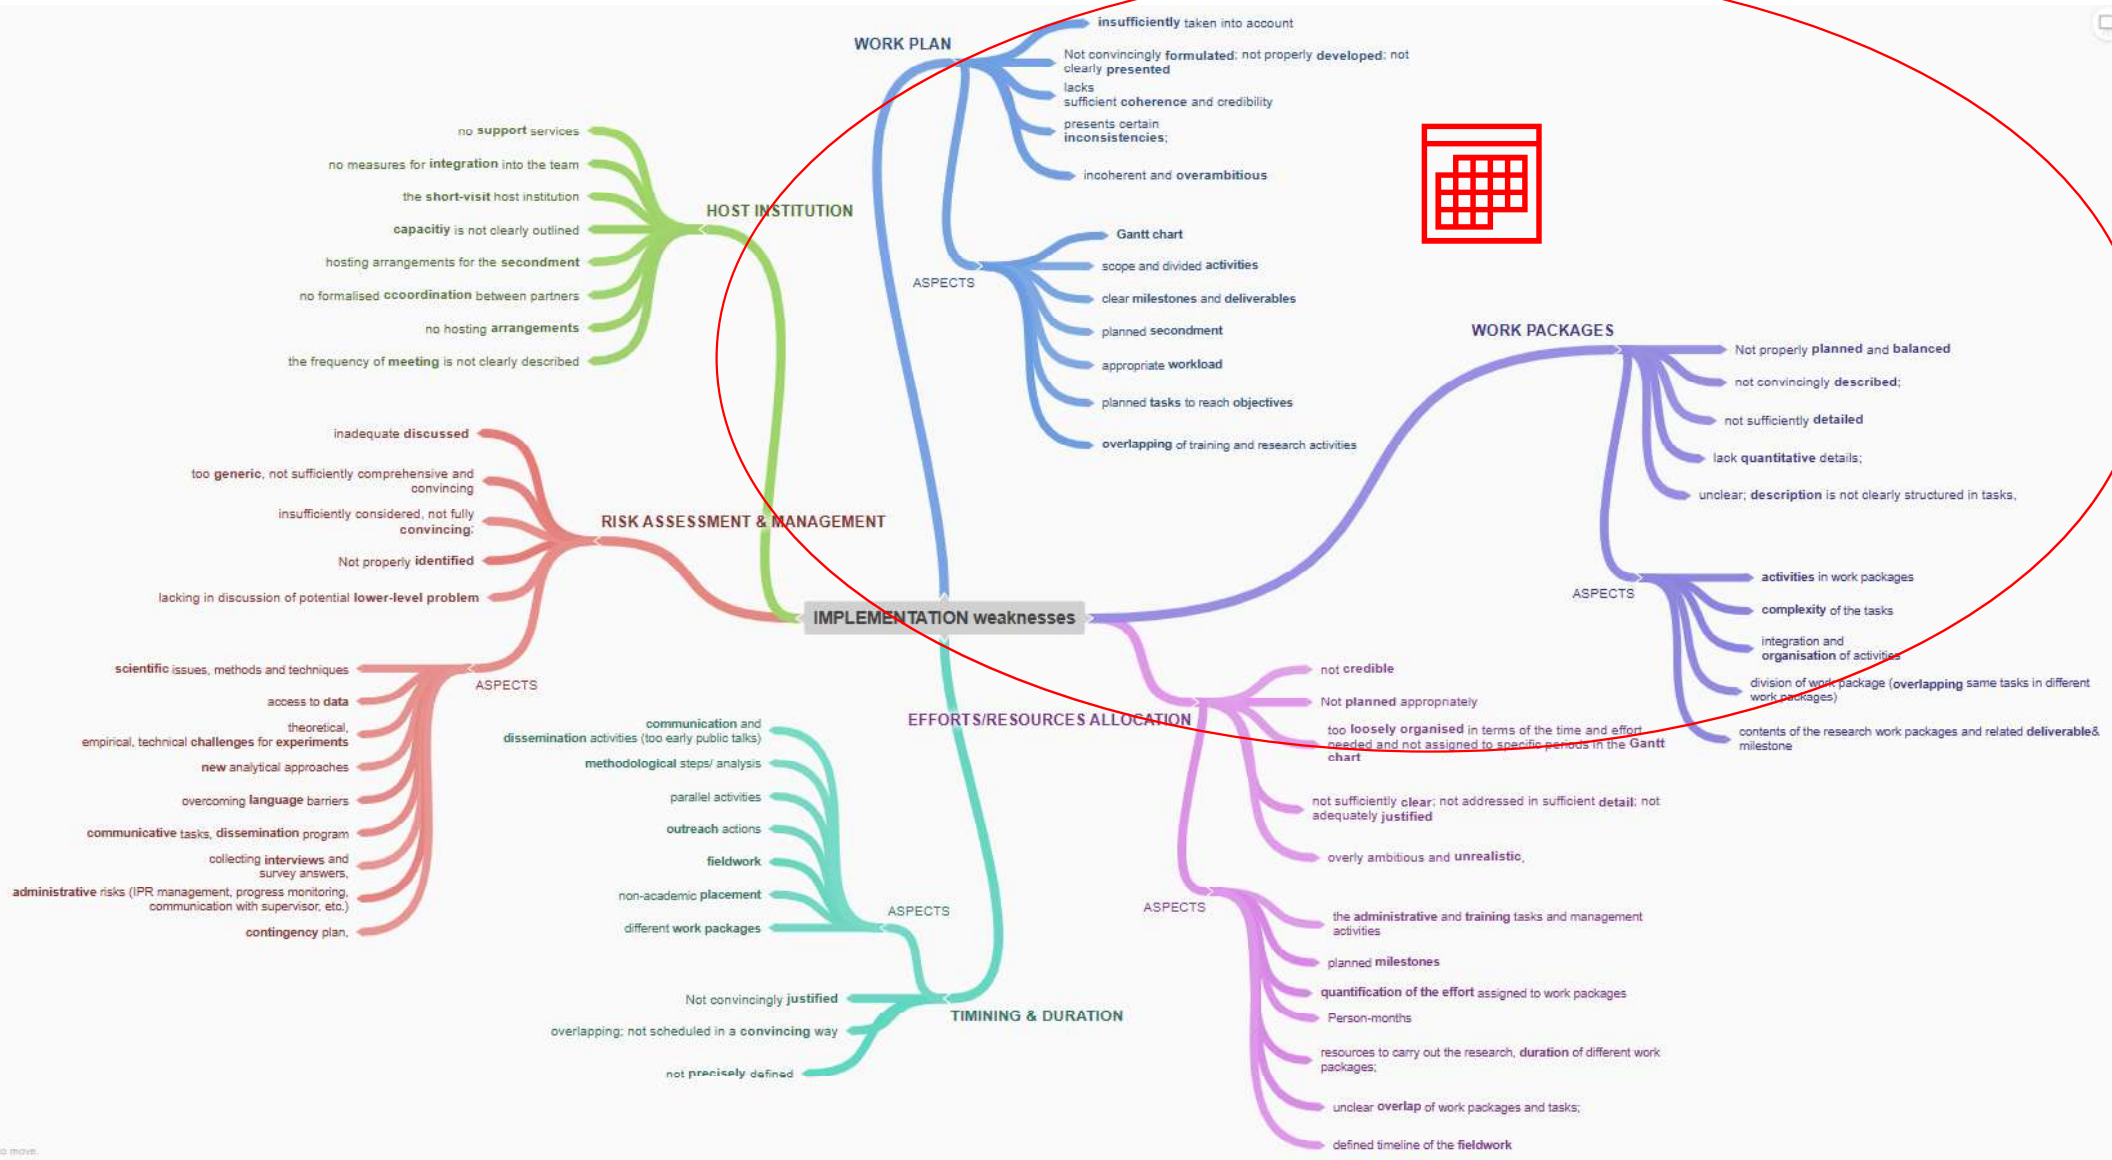 WORK PLAN
insufficiently taken into account
Not convincingly formulated; not properly developed; not
clearly presented
lacks
sufficient coherence and credibility
presents certain
inconsistencies;
incoherent and overambitious
ASPECTS
Gantt chart
scope and divided activities
clear milestones and deliverables
planned secondment
appropriate workload
planned tasks to reach objectives
overlapping of training and research activities
HOST INSTITUTION
no support services
no measures for integration into the team
the short-visit host institution
capacitiy is not clearly outlined
hosting arrangements for the secondment
no formalised ccoordination between partners
no hosting arrangements
the frequency of meeting is not clearly described
WORK PACKAGES
Not properly planned and balanced
not convincingly described;
not sufficiently detailed
lack quantitative details;
unclear; description is not clearly structured in tasks,
ASPECTS
activities in work packages
complexity of the tasks
integration and
organisation of activities
division of work package (overlapping same tasks in different
work packages)
contents of the research work packages and related deliverable&
milestone
RISK ASSESSMENT & MANAGEMENT
inadequate discussed
too generic, not sufficiently comprehensive and
convincing
insufficiently considered, not fully
convincing;
Not properly identified
lacking in discussion of potential lower-level problem
ASPECTS
scientific issues, methods and techniques
access to data
theoretical,
empirical, technical challenges for experiments
new analytical approaches
overcoming language barriers
communicative tasks, dissemination program
collecting interviews and
survey answers,
administrative risks (IPR management, progress monitoring,
communication with supervisor, etc.)
contingency plan,
IMPLEMENTATION weaknesses
EFFORTS/RESOURCES ALLOCATION
not credible
Not planned appropriately
too loosely organised in terms of the time and effort
needed and not assigned to specific periods in the Gantt
chart
not sufficiently clear; not addressed in sufficient detail; not
adequately justified
overly ambitious and unrealistic,
ASPECTS
the administrative and training tasks and management
activities
planned milestones
quantification of the effort assigned to work packages
Person-months
resources to carry out the research, duration of different work
packages;
unclear overlap of work packages and tasks;
defined timeline of the fieldwork
communication and
dissemination activities (too early public talks)
methodological steps/ analysis
parallel activities
outreach actions
fieldwork
non-academic placement
different work packages
ASPECTS
Not convincingly justified
overlapping; not scheduled in a convincing way
not precisely defined
TIMINING & DURATION
to move.